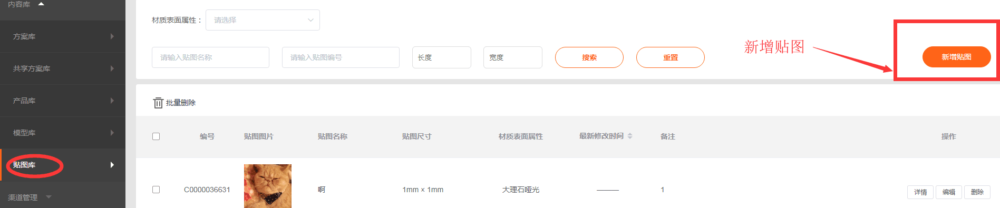 内容库
方案库
共享方案库
产品库
模型库
贴图库
渠道管理
材质表面属性： 请选择
请输入贴图名称 请输入贴图编号 长度 宽度 搜索 重置 新增贴图 新增贴图
批量删除
编号 贴图图片 贴图名称 贴图尺寸 材质表面属性 最新修改时间 备注 操作
C0000036631 啊 1mm × 1mm 大理石哑光 —— 1 详情 编辑 删除